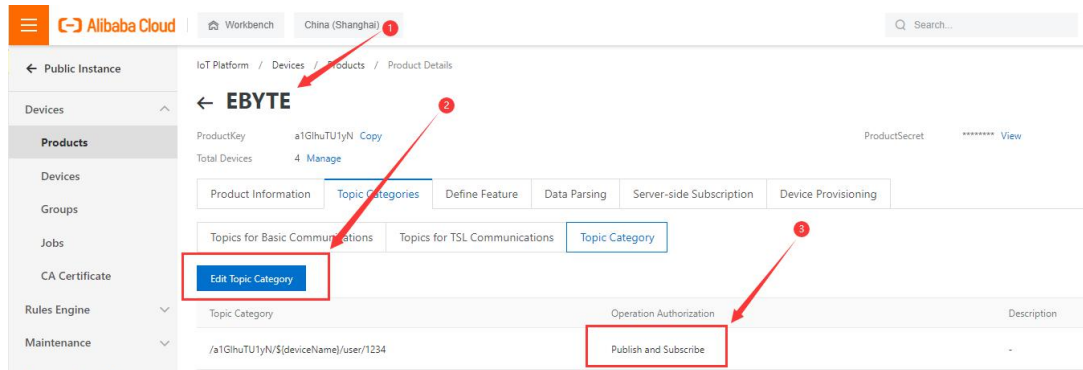 Alibaba Cloud Workbench China (Shanghai) 1 Search...
← Public Instance IoT Platform / Devices / Products / Product Details
Devices ← EBYTE 2
Products ProductKey a1GlhuTU1yN Copy ProductSecret ******** View
Total Devices 4 Manage
Devices Product Information Topic Categories Define Feature Data Parsing Server-side Subscription Device Provisioning
Groups
Jobs Topics for Basic Communications Topics for TSL Communications Topic Category 3
CA Certificate Edit Topic Category
Rules Engine Topic Category Operation Authorization Description
Maintenance /a1GlhuTU1yN/${deviceName}/user/1234 Publish and Subscribe -